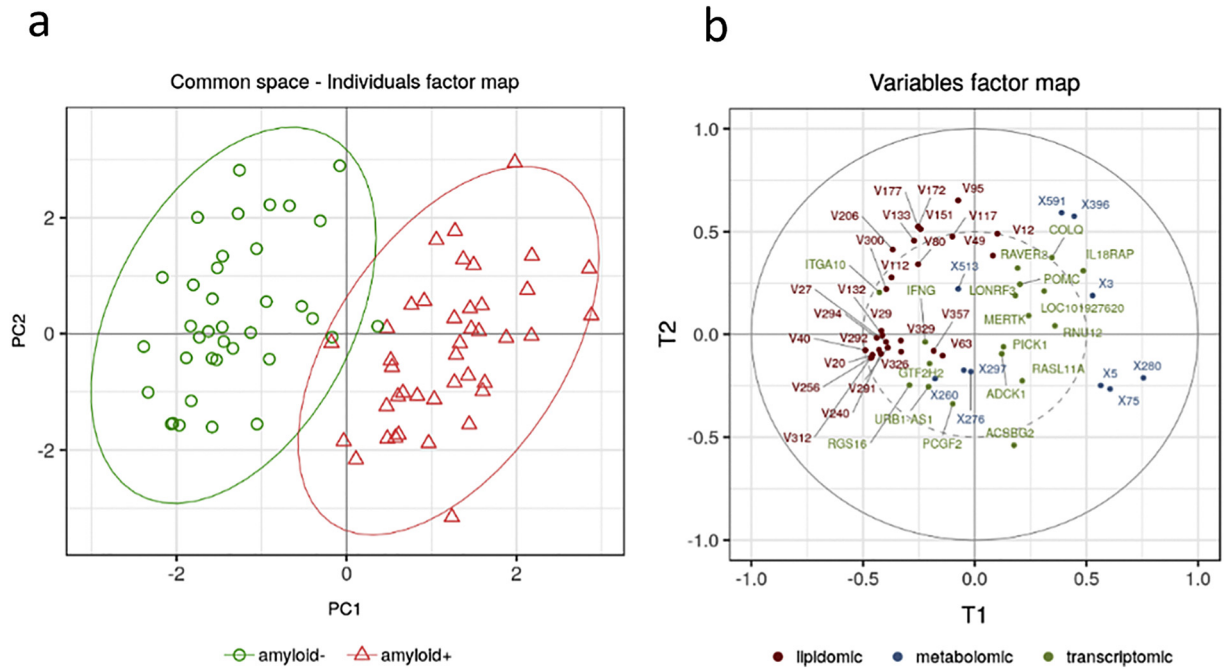 a
b
Common space - Individuals factor map
Variables factor map
PC2
2
0
-2
-2
0
2
PC1
amyloid-
amyloid+
T2
1.0
0.5
0.0
-0.5
-1.0
V177
V172
V95
V206
V133
V151
V117
X591
X396
V300
V80
V49
V12
COLQ
ITGA10
V112
X513
RAVER2
IL18RAP
V27
V132
IFNG
LONRF3
POMC
X3
V294
V29
MERTK
LOC101927620
V40
V292
V329
V357
RNU12
V20
V326
V63
PICK1
V256
V291
GTF2H2
X297
RASL11A
X5
X280
V240
X260
ADCK1
X75
V312
URB1-AS1
X276
RGS16
PCGF2
ACSBG2
-1.0
-0.5
0.0
0.5
1.0
T1
lipidomic
metabolomic
transcriptomic